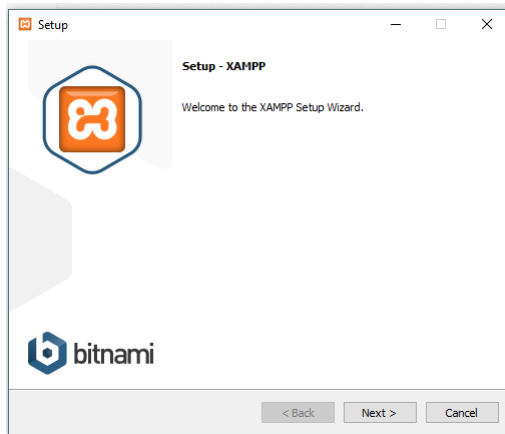 Setup
Setup - XAMPP
Welcome to the XAMPP Setup Wizard.
bitnami
< Back Next > Cancel